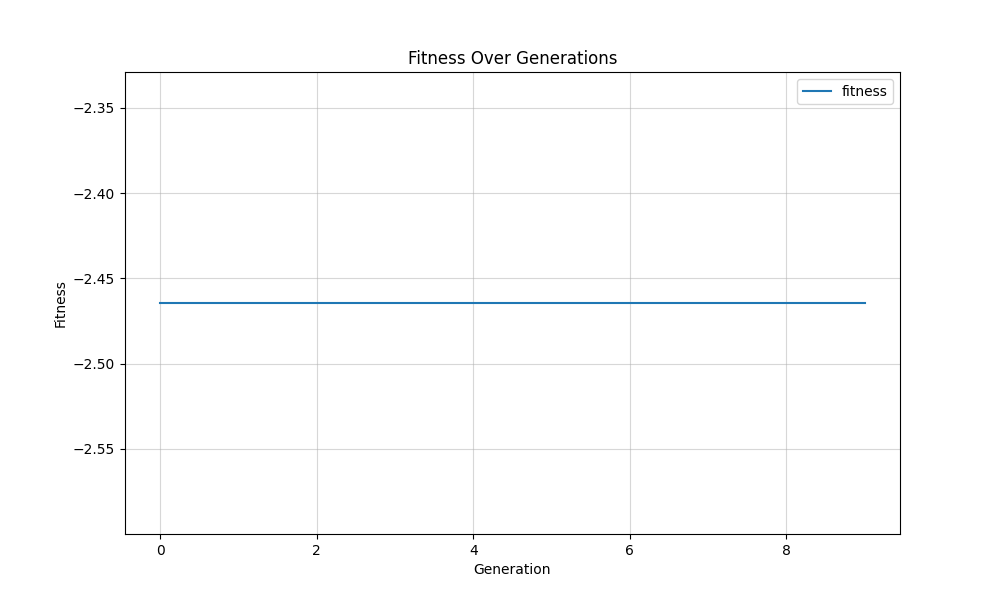 Fitness Over Generations
fitness
−2.35
−2.40
−2.45
−2.50
−2.55
Fitness
0 2 4 6 8
Generation